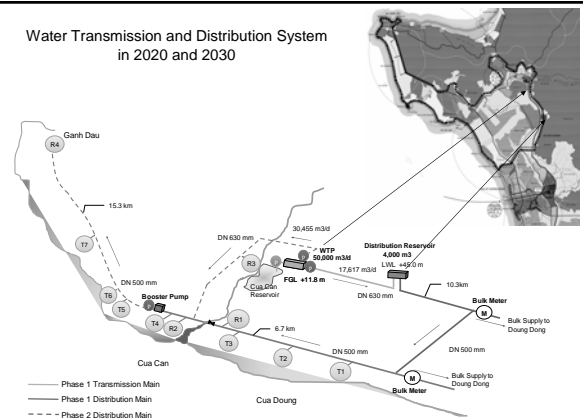 Water Transmission and Distribution System
in 2020 and 2030
Ganh Dau
R4
15.3 km
T7
DN 500 mm
T6
T5
Booster Pump
P
T4
R2
Cua Can
DN 630 mm
30,455 m3/d
WTP
50,000 m3/d
P
P
P
R3
Cua Can
Reservoir
FGL +11.8 m
17,617 m3/d
DN 630 mm
Distribution Reservoir
4,000 m3
LWL +45.0 m
10.3km
Bulk Meter
M
Bulk Supply to
Doung Dong
R1
T3
6.7 km
T2
DN 500 mm
T1
DN 500 mm
M
Bulk Meter
Bulk Supply to
Doung Dong
Cua Doung
Phase 1 Transmission Main
Phase 1 Distribution Main
Phase 2 Distribution Main